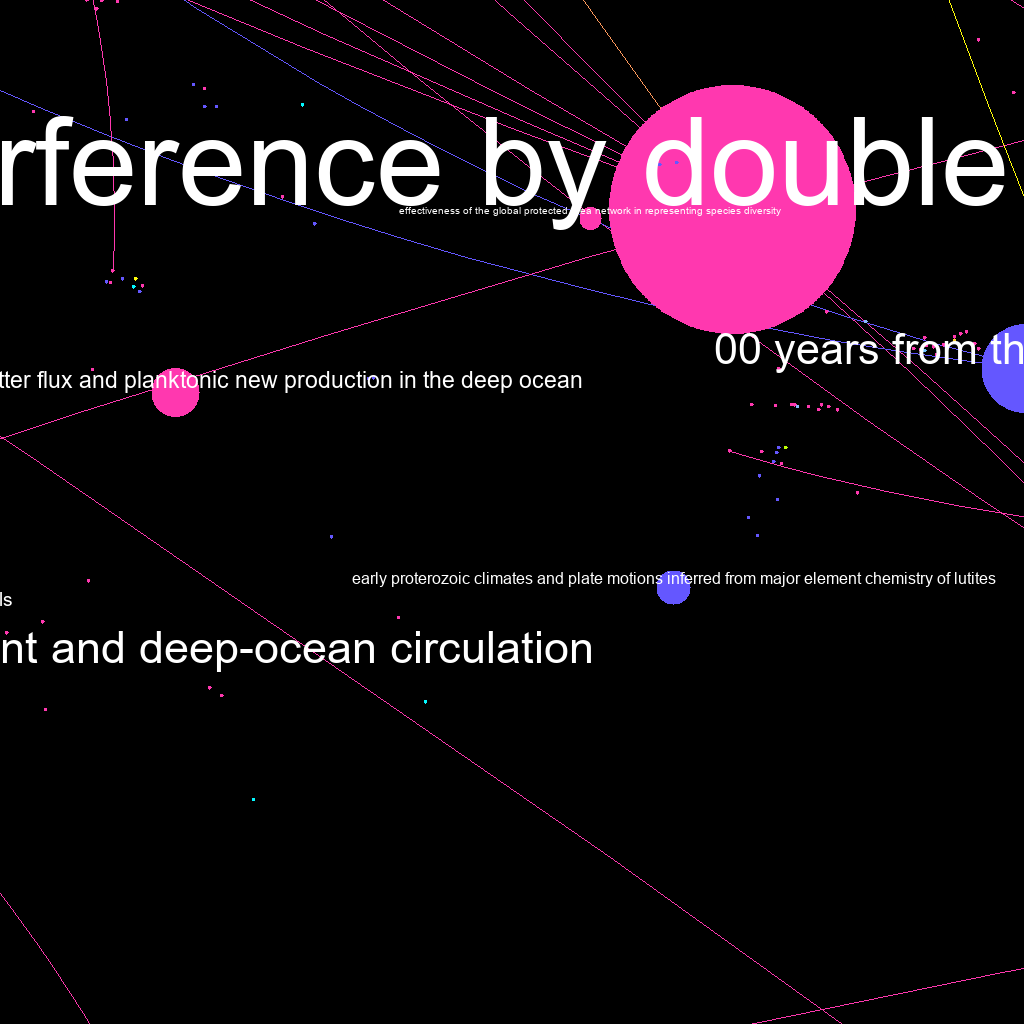 rference by double
effectiveness of the global protected area network in representing species diversity
00 years from th
tter flux and planktonic new production in the deep ocean
early proterozoic climates and plate motions inferred from major element chemistry of lutites
ls
nt and deep-ocean circulation